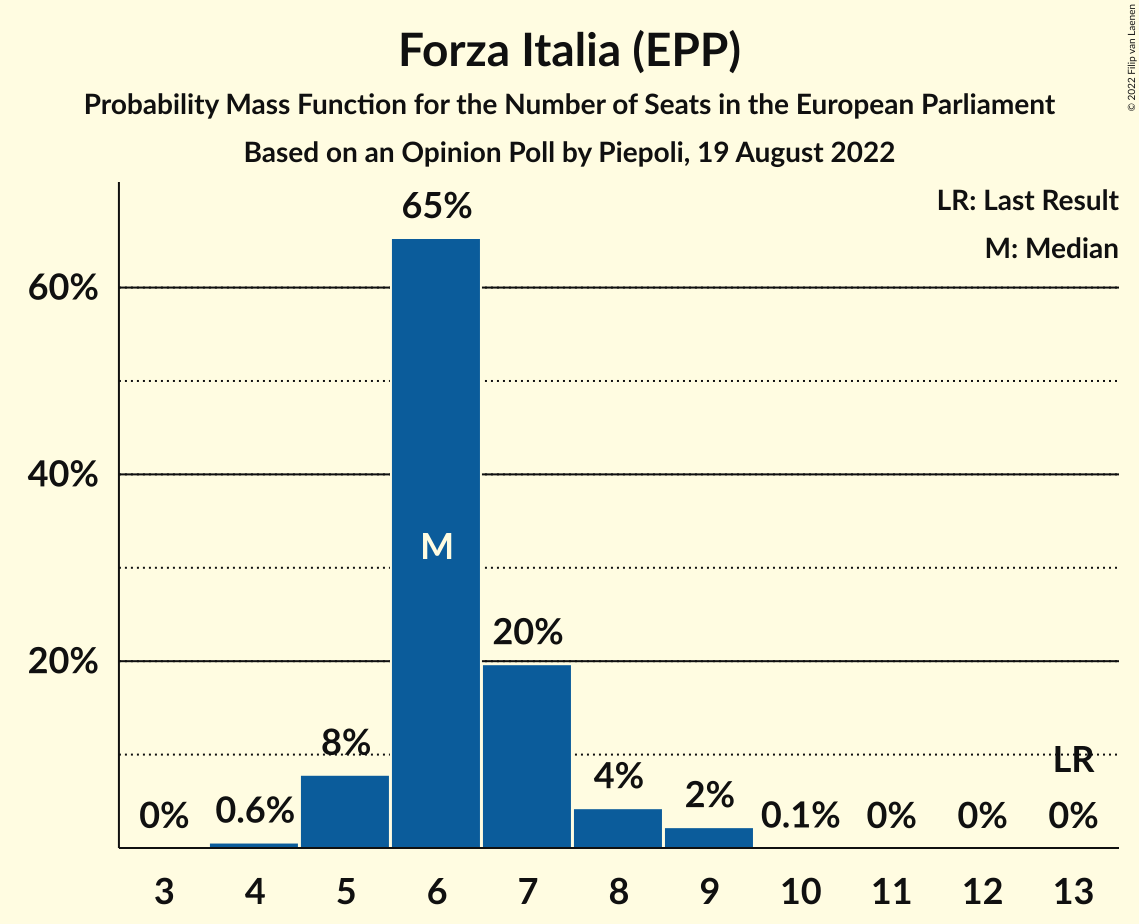 Forza Italia (EPP)
Probability Mass Function for the Number of Seats in the European Parliament
Based on an Opinion Poll by Piepoli, 19 August 2022
© 2022 Filip van Laenen
LR: Last Result
M: Median
60%
40%
20%
0%
0.6%
8%
65%
M
20%
4%
2%
0.1%
0%
0%
LR
0%
3 4 5 6 7 8 9 10 11 12 13